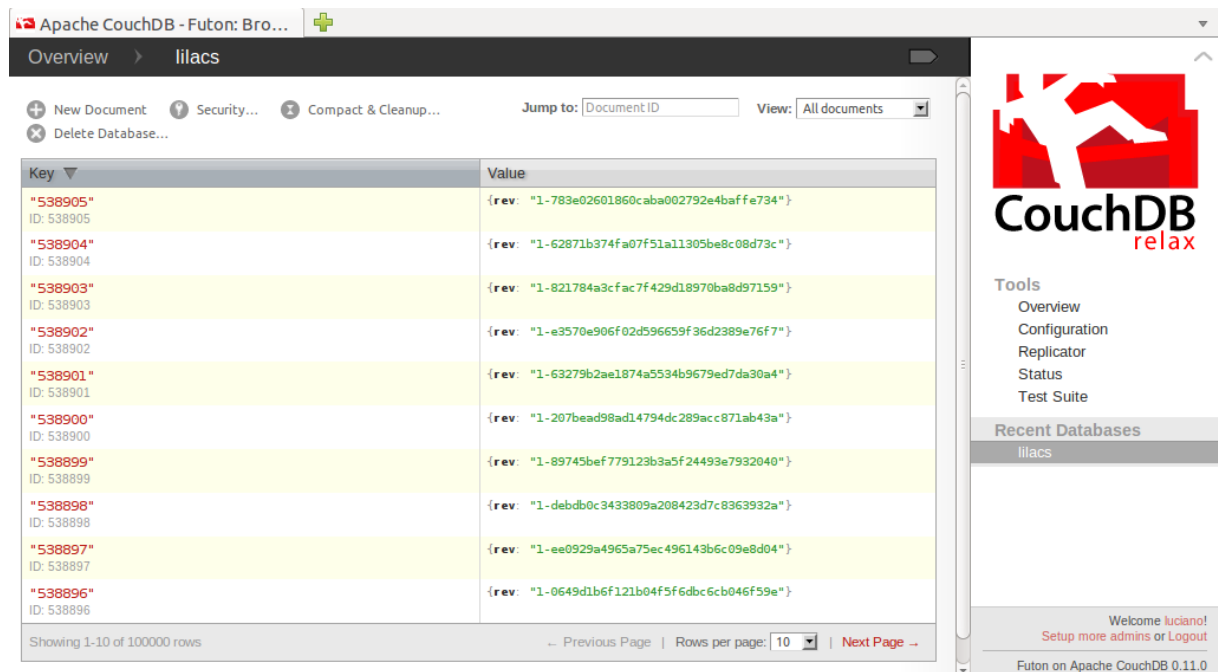 Apache CouchDB - Futon: Bro...
Overview lilacs
New Document Security... Compact & Cleanup... Jump to: Document ID View: All documents
Delete Database...
Key Value
"538905" {rev: "1-783e02601860caba002792e4baffe734"}
ID: 538905
"538904" {rev: "1-62871b374fa07f51a11305be8c08d73c"}
ID: 538904
"538903" {rev: "1-821784a3cfac7f429d18970ba8d97159"}
ID: 538903
"538902" {rev: "1-e3570e906f02d596659f36d2389e76f7"}
ID: 538902
"538901" {rev: "1-63279b2ae1874a5534b9679ed7da30a4"}
ID: 538901
"538900" {rev: "1-207bead98ad14794dc289acc871ab43a"}
ID: 538900
"538899" {rev: "1-89745bef779123b3a5f24493e7932040"}
ID: 538899
"538898" {rev: "1-debdb0c3433809a208423d7c8363932a"}
ID: 538898
"538897" {rev: "1-ee0929a4965a75ec496143b6c09e8d04"}
ID: 538897
"538896" {rev: "1-0649d1b6f121b04f5f6dbc6cb046f59e"}
ID: 538896
Showing 1-10 of 100000 rows ← Previous Page | Rows per page: 10 | Next Page →
CouchDB
relax
Tools
Overview
Configuration
Replicator
Status
Test Suite
Recent Databases
lilacs
Welcome luciano!
Setup more admins or Logout
Futon on Apache CouchDB 0.11.0